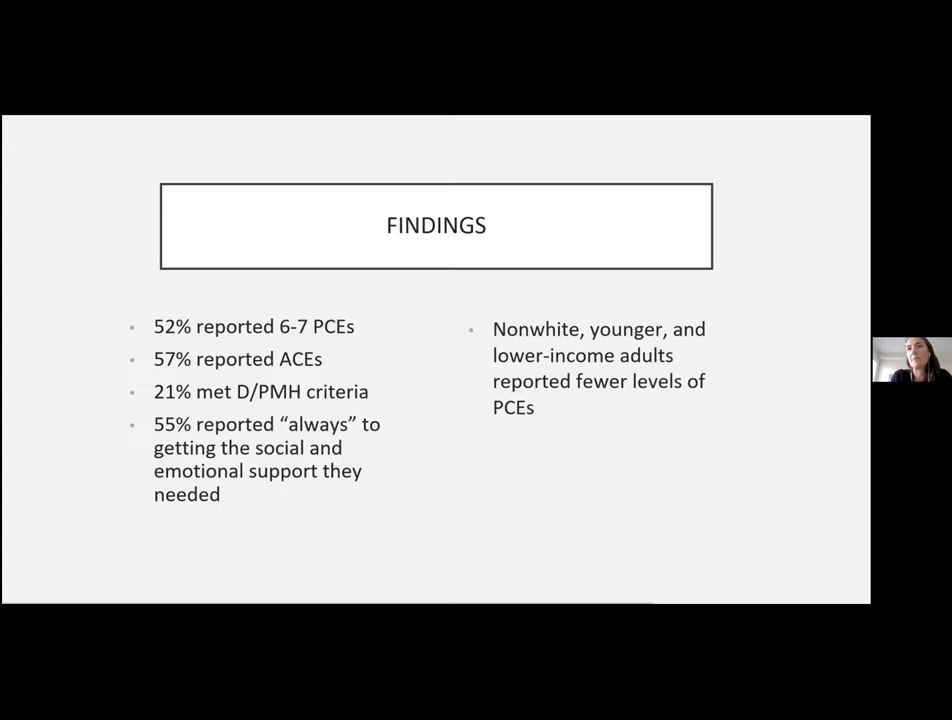 FINDINGS
• 52% reported 6-7 PCEs
• 57% reported ACEs
• 21% met D/PMH criteria
• 55% reported “always” to
getting the social and
emotional support they
needed
• Nonwhite, younger, and
lower-income adults
reported fewer levels of
PCEs